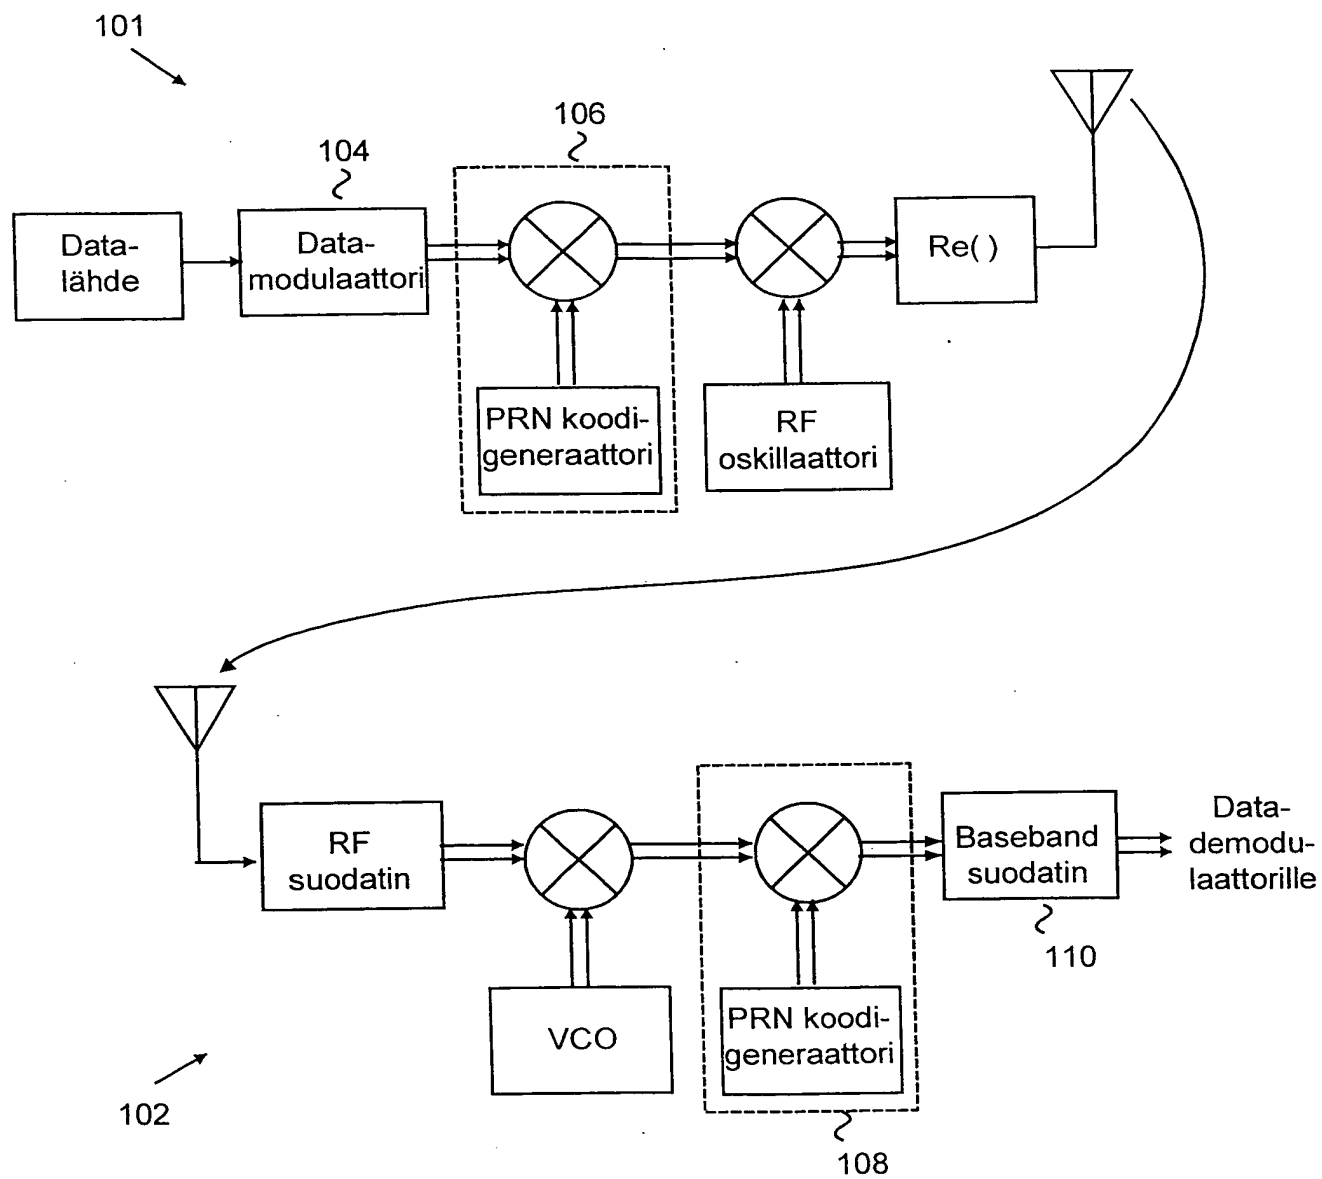 101
106
104
Data-
lähde
Data-
modulaattori
Re( )
PRN koodi-
generaattori
RF
oskillaattori
RF
suodatin
Baseband
suodatin
Data-
demodu-
laattorille
110
VCO
PRN koodi-
generaattori
102
108